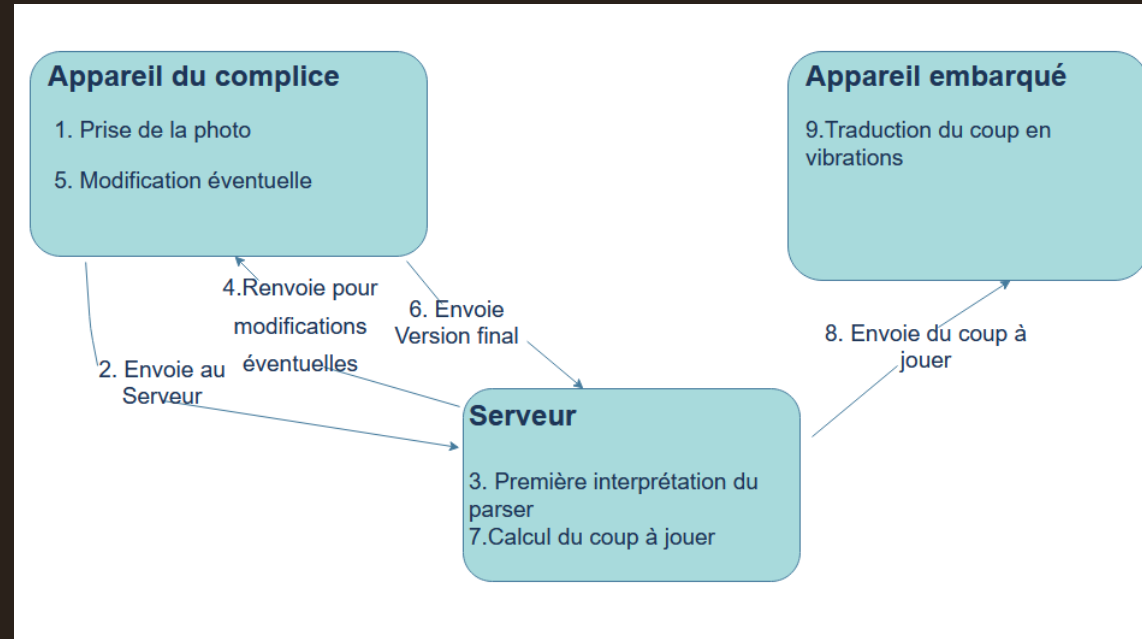 Appareil du complice
1. Prise de la photo
5. Modification éventuelle
Appareil embarqué
9.Traduction du coup en
vibrations
4.Renvoie pour
modifications
éventuelles
6. Envoie
Version final
2. Envoie au
Serveur
8. Envoie du coup à
jouer
Serveur
3. Première interprétation du
parser
7.Calcul du coup à jouer